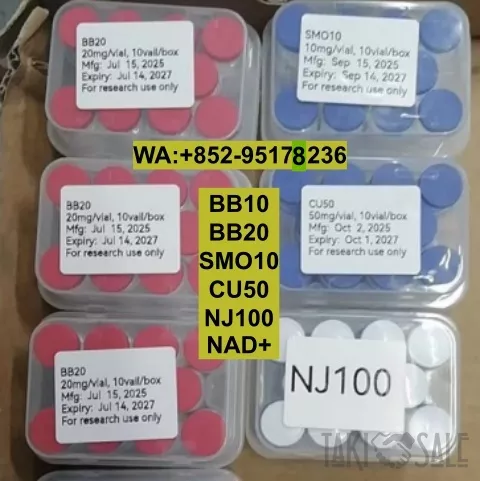 BB20
20mg/vial, 10vail/box
Mfg: Jul 15, 2025
Expiry: Jul 14, 2027
For research use only
SMO10
10mg/vial, 10vial/box
Mfg: Sep 15, 2025
Expiry: Sep 14, 2027
For research use only
WA:+852-95178236
BB20
20mg/vial, 10vail/box
Mfg: Jul 15, 2025
Expiry: Jul 14, 2027
For research use only
CU50
50mg/vial, 10vial/box
Mfg: Oct 2, 2025
Expiry: Oct 1, 2027
For research use only
BB10
BB20
SMO10
CU50
NJ100
NAD+
BB20
20mg/vial, 10vail/box
Mfg: Jul 15, 2025
Expiry: Jul 14, 2027
For research use only
NJ100
TAKI SALE